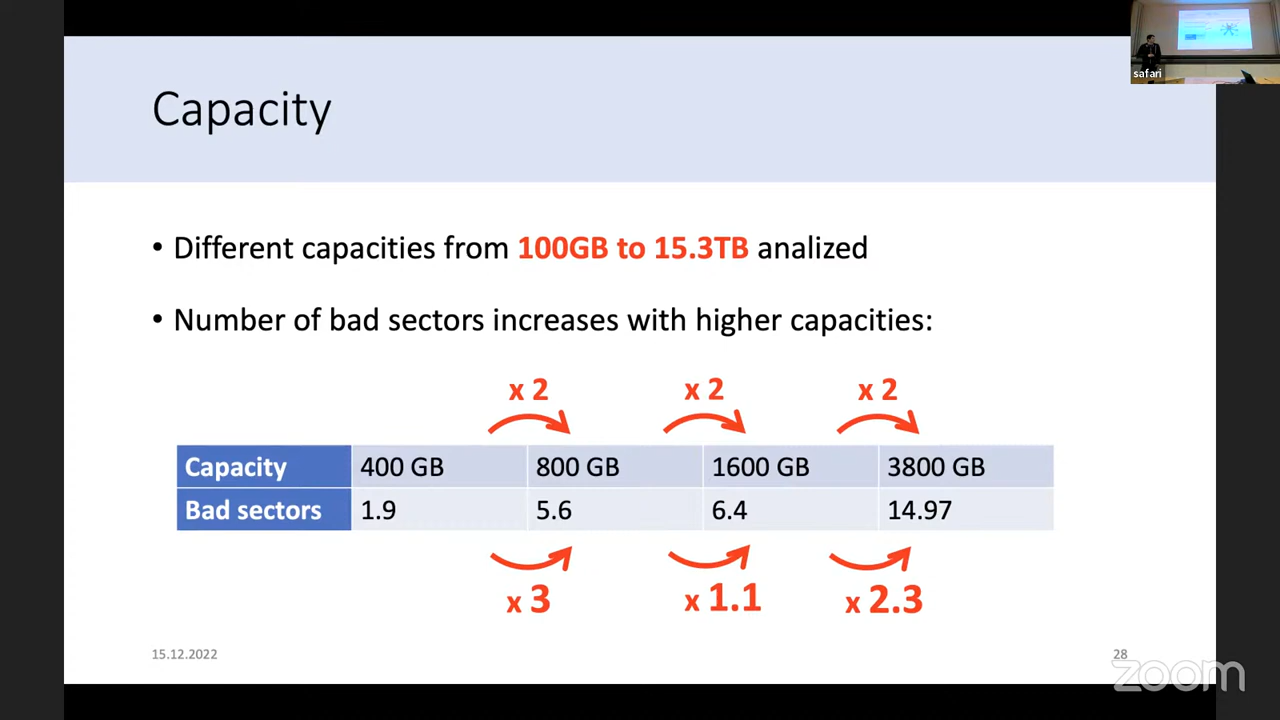 safari
Capacity
• Different capacities from 100GB to 15.3TB analized
• Number of bad sectors increases with higher capacities:
x 2 x 2 x 2
Capacity 400 GB 800 GB 1600 GB 3800 GB
Bad sectors 1.9 5.6 6.4 14.97
x 3 x 1.1 x 2.3
15.12.2022 28
zoom